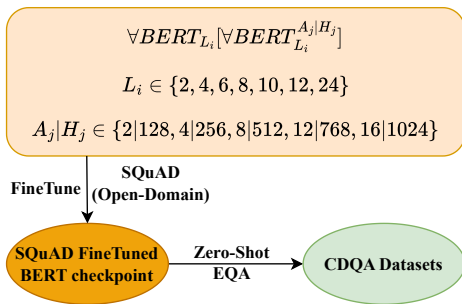 ∀BERT_{L_i}[∀BERT_{L_i}^{A_j|H_j}]
L_i ∈ {2, 4, 6, 8, 10, 12, 24}
A_j|H_j ∈ {2|128, 4|256, 8|512, 12|768, 16|1024}
SQuAD
FineTune
(Open-Domain)
SQuAD FineTuned
BERT checkpoint
Zero-Shot
EQA
CDQA Datasets